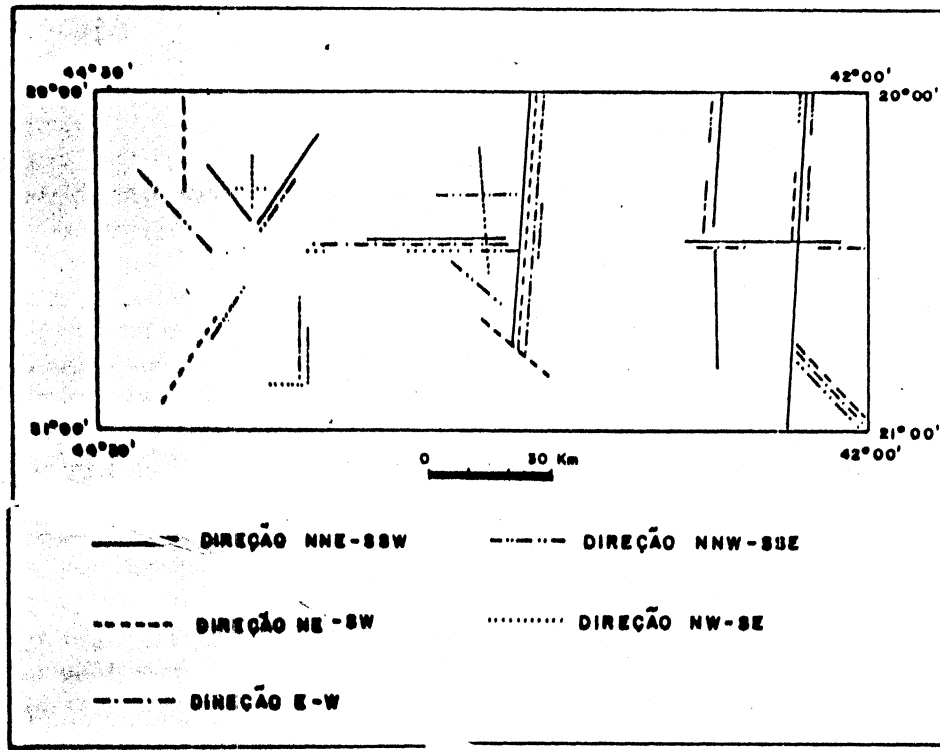 44°30' 42°00'
20°00' 20°00'
21°00' 21°00'
44°30' 42°00'
0 30 Km
DIREÇÃO NNE-SSW DIREÇÃO NNW-SSE
DIREÇÃO NE-SW DIREÇÃO NW-SE
DIREÇÃO E-W